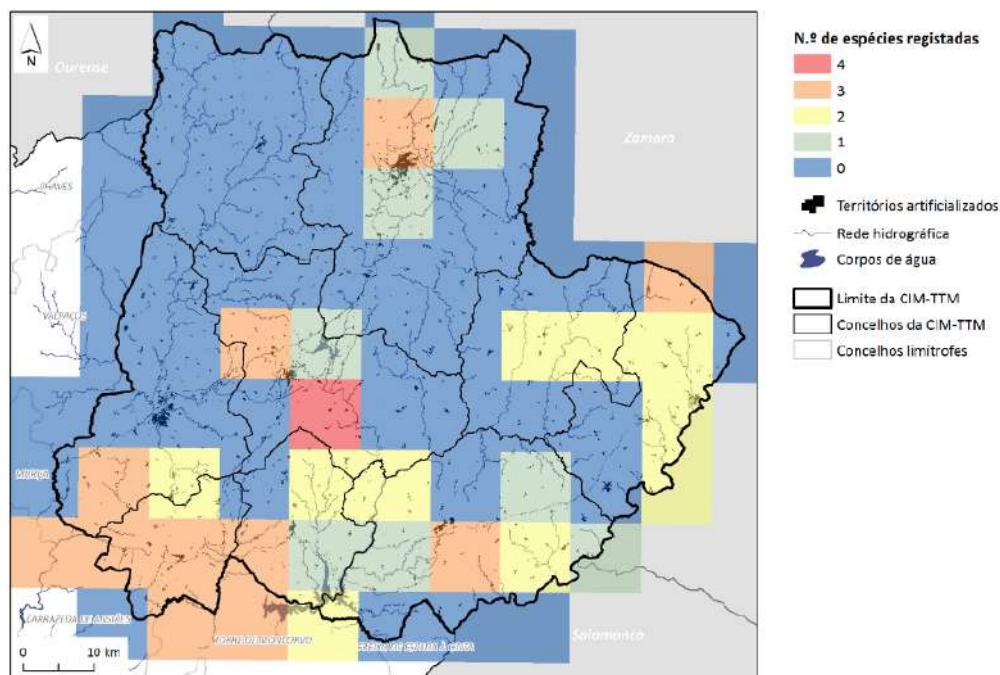 N
Ourense
Zamora
CHAVES
VALPAÇOS
MURÇA
CARRAZEDA DE ANSIÃES
TORRE DE MONCORVO
FREIXO DE ESPADA À CINTA
Salamanca
0 10 km
N.º de espécies registadas
4
3
2
1
0
Territórios artificializados
Rede hidrográfica
Corpos de água
Limite da CIM-TTM
Concelhos da CIM-TTM
Concelhos limítrofes